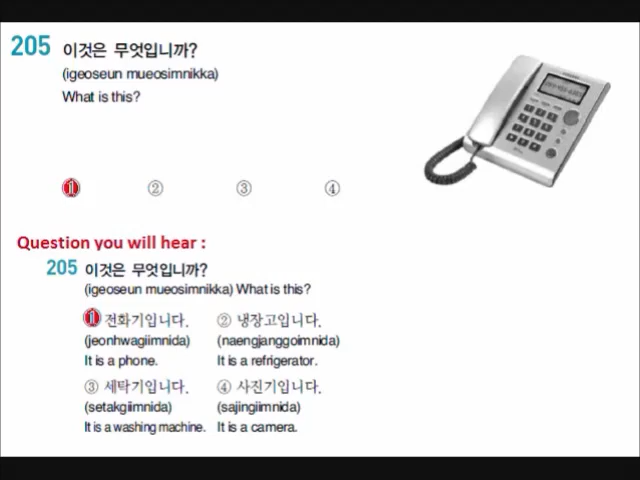 205 이것은 무엇입니까?
(igeoseun mueosimnikka)
What is this?
① ② ③ ④
Question you will hear :
205 이것은 무엇입니까?
(igeoseun mueosimnikka) What is this?
① 전화기입니다. ② 냉장고입니다.
(jeonhwagiimnida) (naengjanggoimnida)
It is a phone. It is a refrigerator.
③ 세탁기입니다. ④ 사진기입니다.
(setakgiimnida) (sajingiimnida)
It is a washing machine. It is a camera.